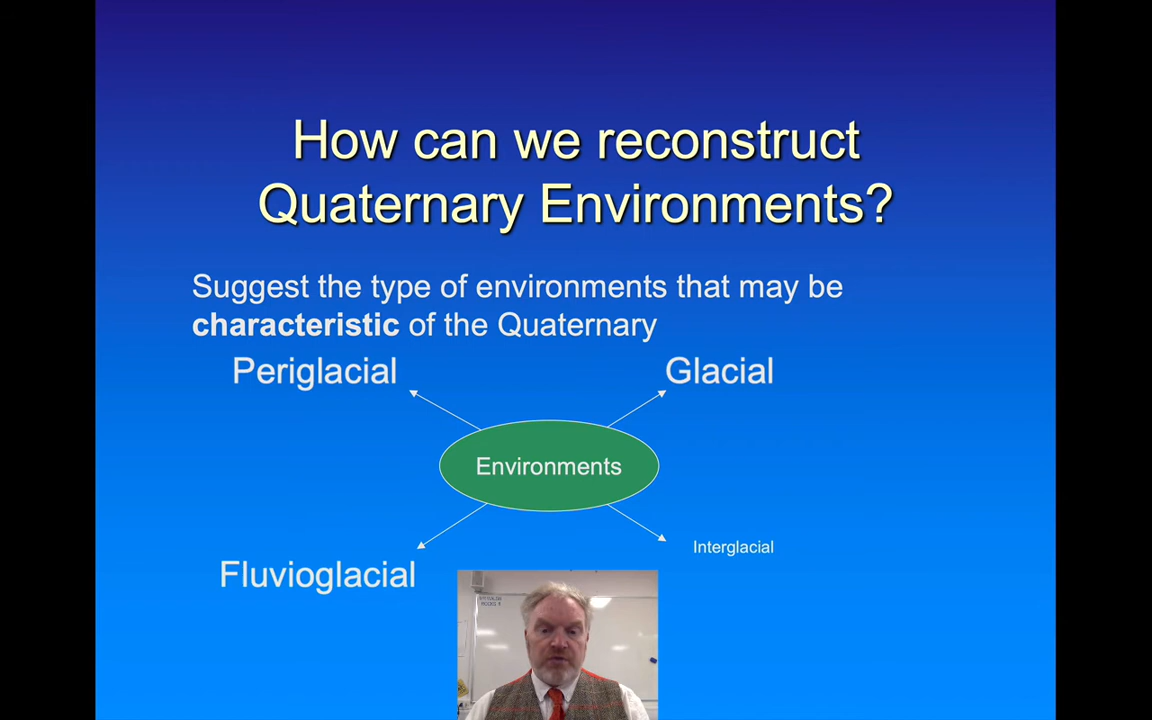 How can we reconstruct
Quaternary Environments?
Suggest the type of environments that may be
characteristic of the Quaternary
Periglacial
Glacial
Environments
Interglacial
Fluvioglacial